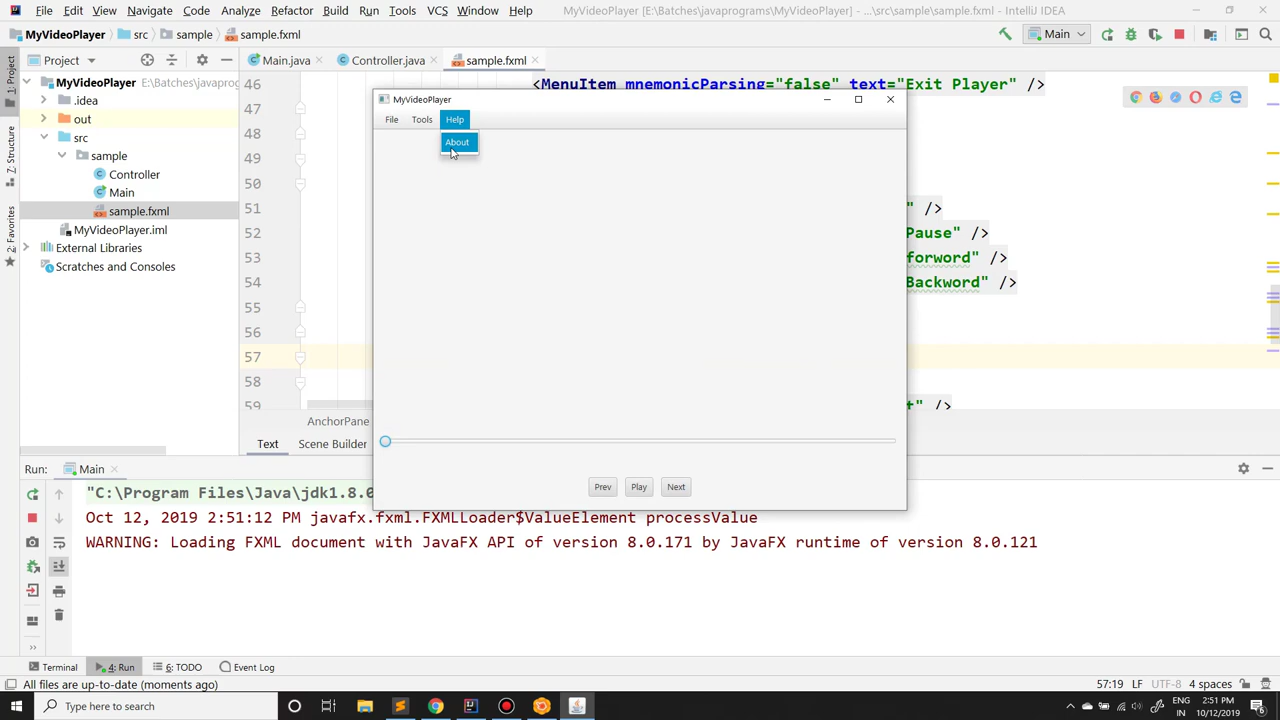 File Edit View Navigate Code Analyze Refactor Build Run Tools VCS Window Help MyVideoPlayer [E:\Batches\javaprograms\MyVideoPlayer] - ...\src\sample\sample.fxml - IntelliJ IDEA
MyVideoPlayer src sample sample.fxml Main
Project Main.java Controller.java sample.fxml
1: Project
Z: Structure
2: Favorites
MyVideoPlayer E:\Batches\javaprog
.idea
out
src
sample
Controller
Main
sample.fxml
MyVideoPlayer.iml
External Libraries
Scratches and Consoles
46 <MenuItem mnemonicParsing="false" text="Exit Player" />
47
48
49
50
51 " />
52 Pause" />
53 forword" />
54 Backword" />
55
56
57
58
59 t" />
AnchorPane
Text Scene Builder
MyVideoPlayer
File Tools Help
About
Prev Play Next
Run: Main
"C:\Program Files\Java\jdk1.8.0
Oct 12, 2019 2:51:12 PM javafx.fxml.FXMLLoader$ValueElement processValue
WARNING: Loading FXML document with JavaFX API of version 8.0.171 by JavaFX runtime of version 8.0.121
Terminal 4: Run 6: TODO Event Log
All files are up-to-date (moments ago) 57:19 LF UTF-8 4 spaces
Type here to search
ENG 2:51 PM
IN 10/12/2019 6